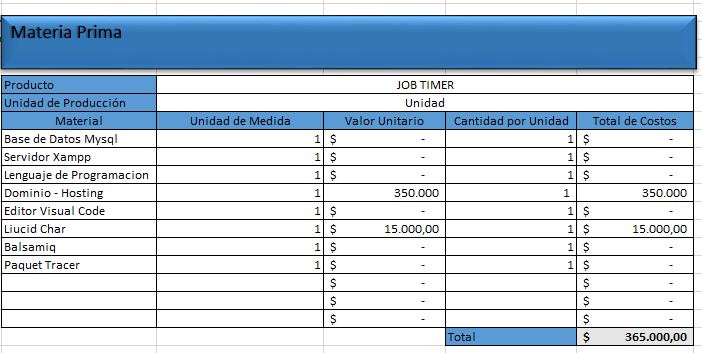 Materia Prima
Producto JOB TIMER
Unidad de Producción Unidad
Material Unidad de Medida Valor Unitario Cantidad por Unidad Total de Costos
Base de Datos Mysql 1 $ - 1 $ -
Servidor Xampp 1 $ - 1 $ -
Lenguaje de Programacion 1 $ - 1 $ -
Dominio - Hosting 1 350.000 1 350.000
Editor Visual Code 1 $ - 1 $ -
Liucid Char 1 $ 15.000,00 1 $ 15.000,00
Balsamiq 1 $ - 1 $ -
Paquet Tracer 1 $ - 1 $ -
$ - $ -
$ - $ -
$ - $ -
Total $ 365.000,00